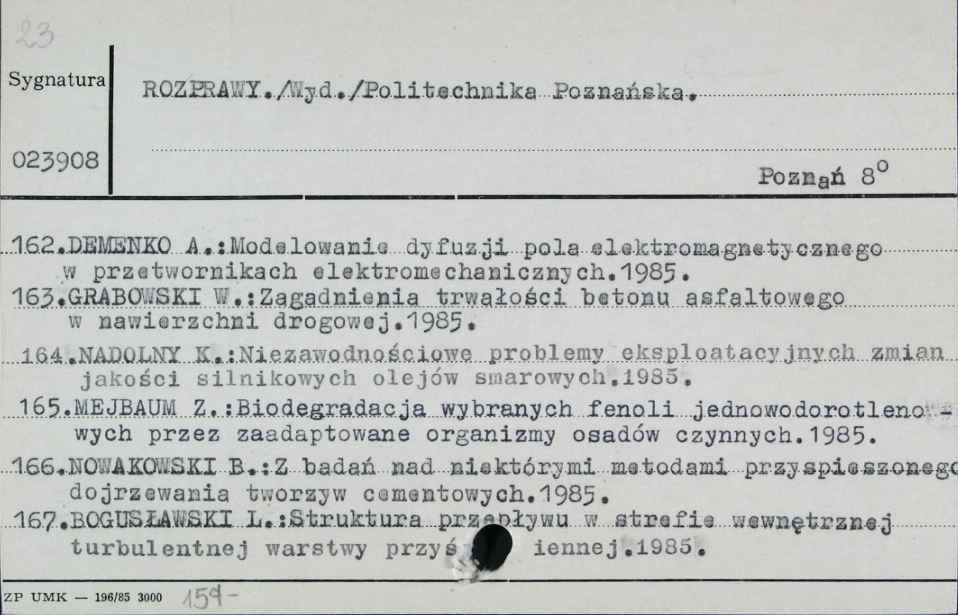 23
Sygnatura
ROZPRAWY./Wyd./Politechnika Poznańska.
023908
Poznań 8⁰
162.DEMENKO A.:Modelowanie dyfuzji pola elektromagnetycznego
w przetwornikach elektromechanicznych.1985.
163.GRABOWSKI W.:Zagadnienia trwałości betonu asfaltowego
w nawierzchni drogowej.1985.
164.NADOLNY K.:Niezawodnościowe problemy eksploatacyjnych zmian
jakości silnikowych olejów smarowych.1985.
165.MEJBAUM Z.:Biodegradacja wybranych fenoli jednowodorotleno-
wych przez zaadaptowane organizmy osadów czynnych.1985.
166.NOWAKOWSKI B.:Z badań nad niektórymi metodami przyspieszonego
dojrzewania tworzyw cementowych.1985.
167.BOGUSŁAWSKI L.:Struktura przepływu w strefie wewnętrznej
turbulentnej warstwy przyś iennej.1985.
ZP UMK — 196/85 3000 159-